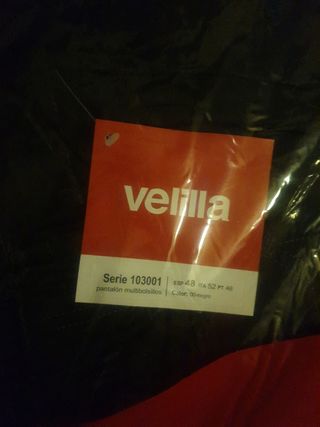 velilla
Serie 103001 | ESP 48 ITA 52 PT 48
pantalón multibolsillos | Color: 00-negro